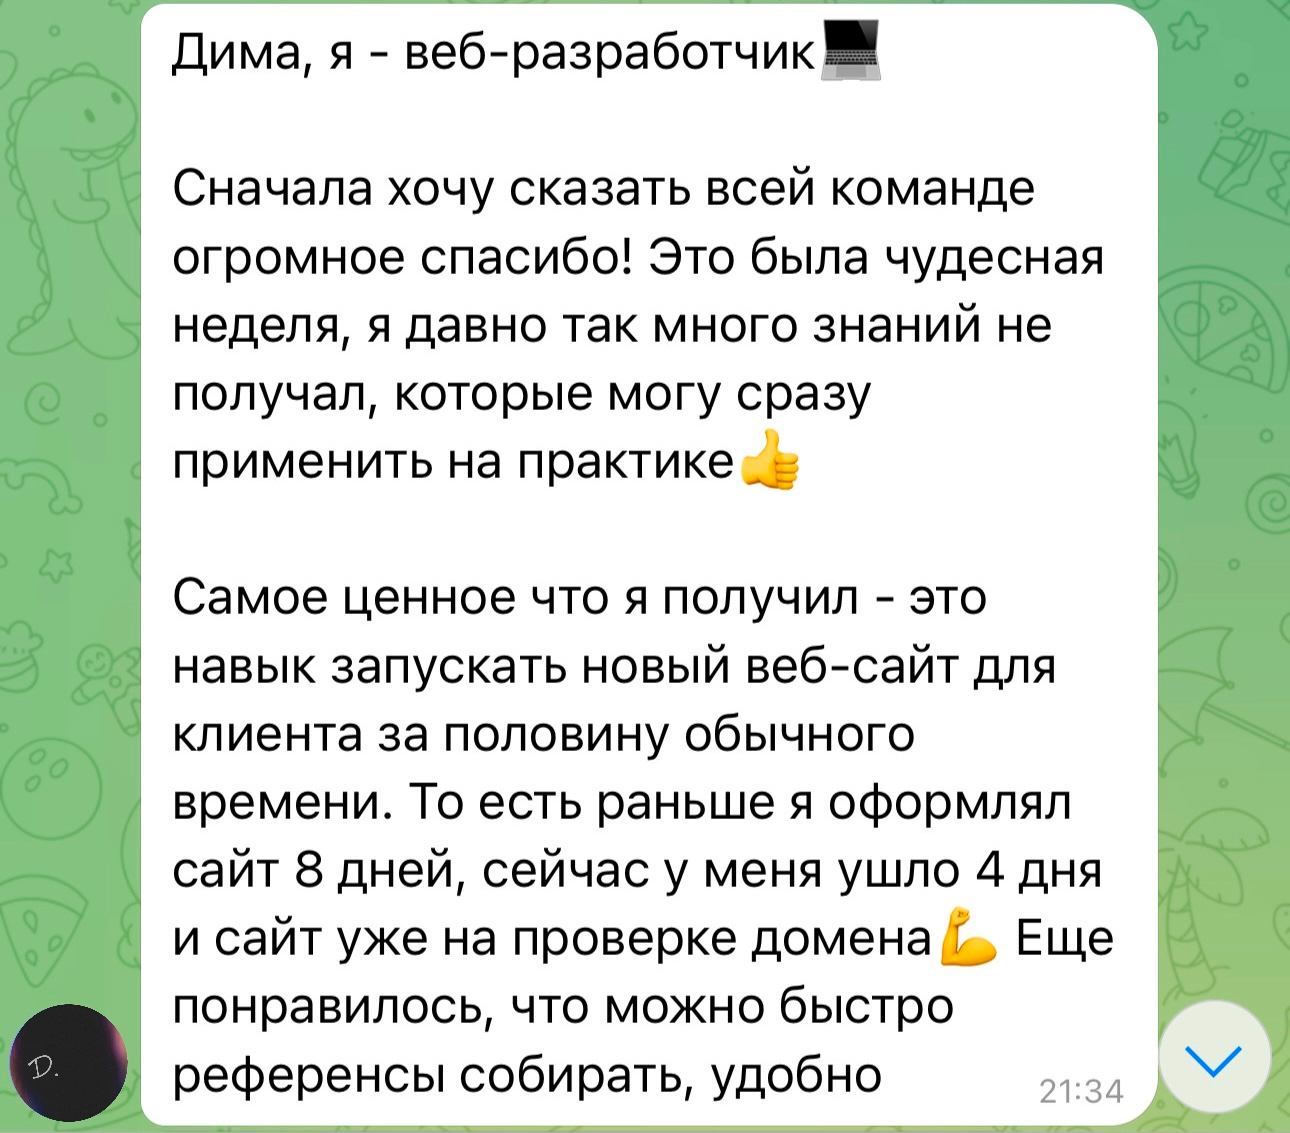 Дима, я - веб-разработчик💻
Сначала хочу сказать всей команде
огромное спасибо! Это была чудесная
неделя, я давно так много знаний не
получал, которые могу сразу
применить на практике👍
Самое ценное что я получил - это
навык запускать новый веб-сайт для
клиента за половину обычного
времени. То есть раньше я оформлял
сайт 8 дней, сейчас у меня ушло 4 дня
и сайт уже на проверке домена💪 Еще
понравилось, что можно быстро
референсы собирать, удобно
21:34
D.